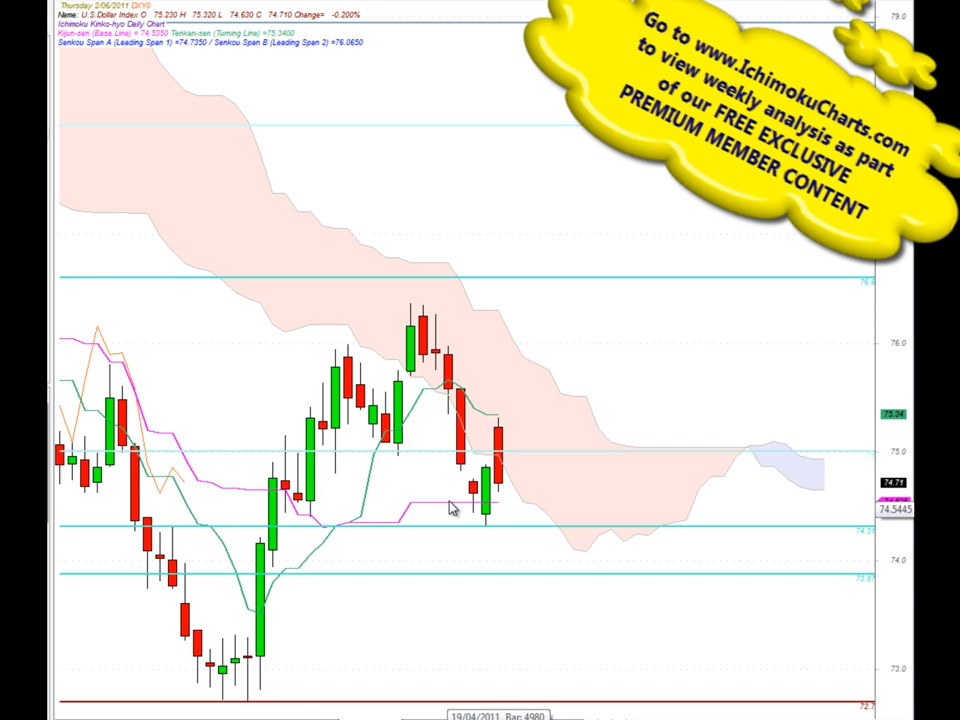 Thursday 2/06/2011 DXY0
Name: U.S.Dollar Index O 75.230 H 75.320 L 74.630 C 74.710 Change= -0.200%
Ichimoku Kinko-hyo Daily Chart
Kijun-sen (Base Line) = 74.5350 Tenkan-sen (Turning Line) =75.3400
Senkou Span A (Leading Span 1) =74.7350 / Senkou Span B (Leading Span 2) =76.0650
Go to www.IchimokuCharts.com
to view weekly analysis as part
of our FREE EXCLUSIVE
PREMIUM MEMBER CONTENT
79.0
76.6
76.0
75.34
75.0
74.71
74.5445
74.0
73.0
72.7
19/04/2011, Bar: 4980